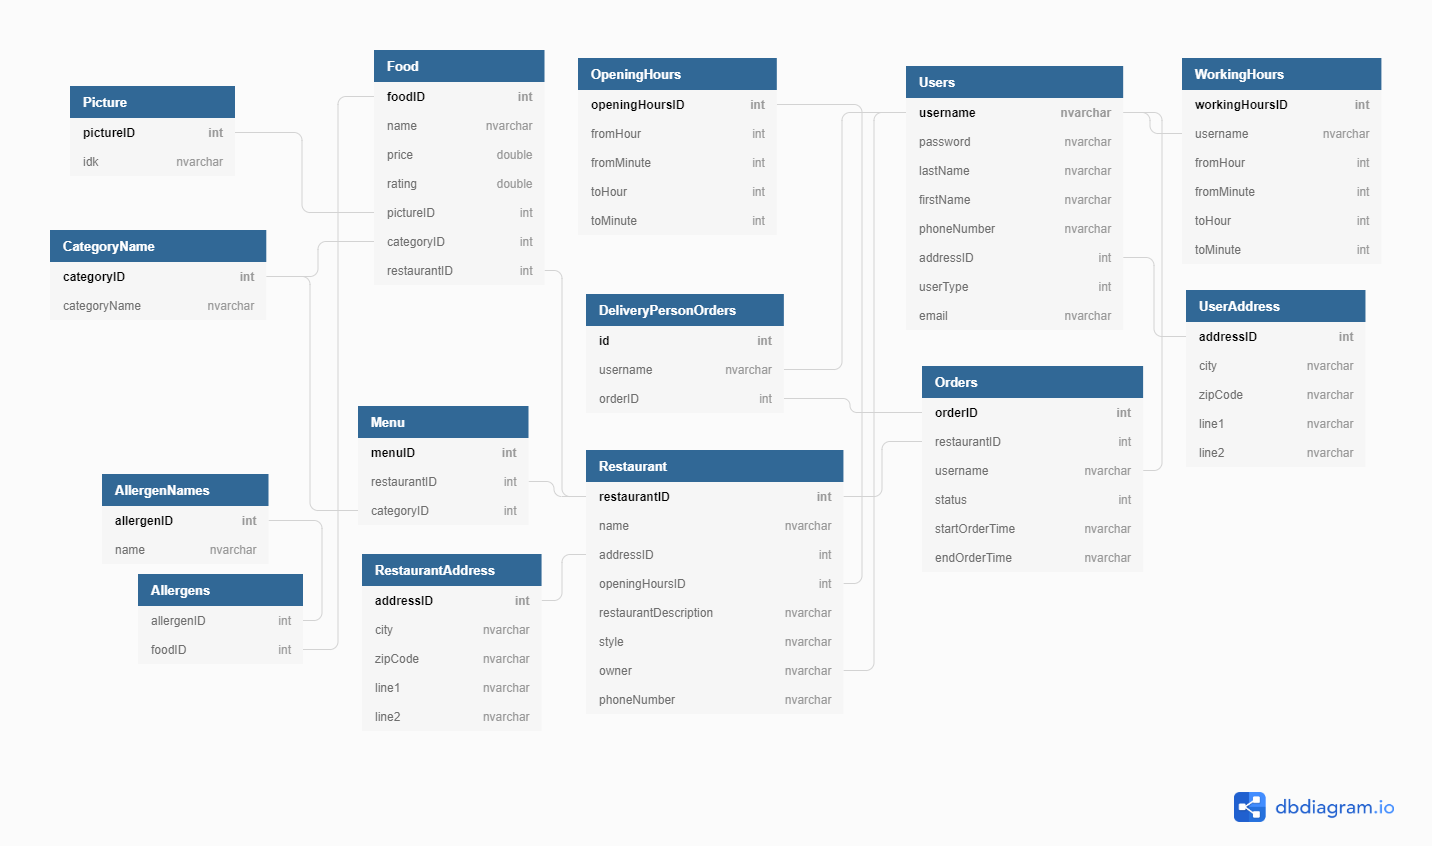 Picture
pictureID int
idk nvarchar
CategoryName
categoryID int
categoryName nvarchar
AllergenNames
allergenID int
name nvarchar
Allergens
allergenID int
foodID int
Food
foodID int
name nvarchar
price double
rating double
pictureID int
categoryID int
restaurantID int
Menu
menuID int
restaurantID int
categoryID int
RestaurantAddress
addressID int
city nvarchar
zipCode nvarchar
line1 nvarchar
line2 nvarchar
OpeningHours
openingHoursID int
fromHour int
fromMinute int
toHour int
toMinute int
DeliveryPersonOrders
id int
username nvarchar
orderID int
Restaurant
restaurantID int
name nvarchar
addressID int
openingHoursID int
restaurantDescription nvarchar
style nvarchar
owner nvarchar
phoneNumber nvarchar
Users
username nvarchar
password nvarchar
lastName nvarchar
firstName nvarchar
phoneNumber nvarchar
addressID int
userType int
email nvarchar
Orders
orderID int
restaurantID int
username nvarchar
status int
startOrderTime nvarchar
endOrderTime nvarchar
WorkingHours
workingHoursID int
username nvarchar
fromHour int
fromMinute int
toHour int
toMinute int
UserAddress
addressID int
city nvarchar
zipCode nvarchar
line1 nvarchar
line2 nvarchar
dbdiagram.io